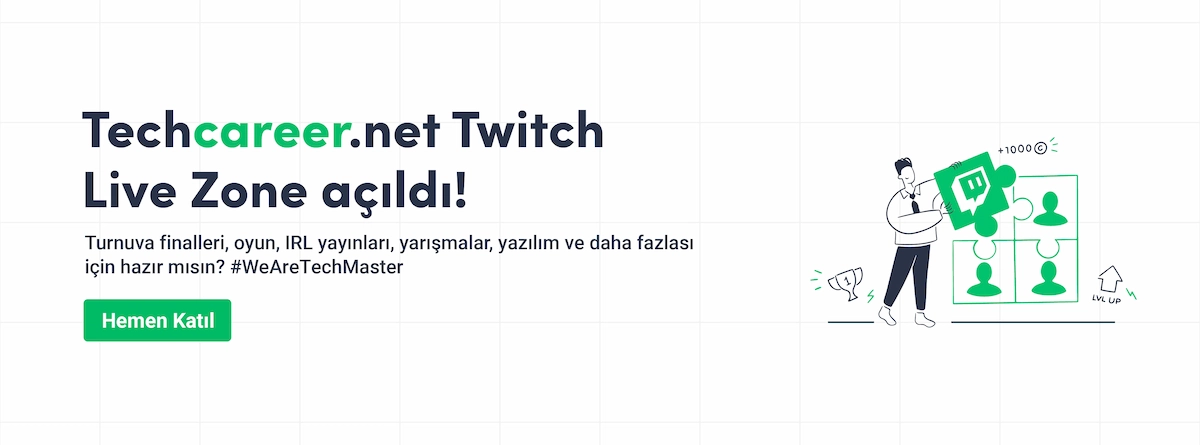 Techcareer.net Twitch
Live Zone açıldı!
Turnuva finalleri, oyun, IRL yayınları, yarışmalar, yazılım ve daha fazlası
için hazır mısın? #WeAreTechMaster
Hemen Katıl
+1000 C
1
LVL UP